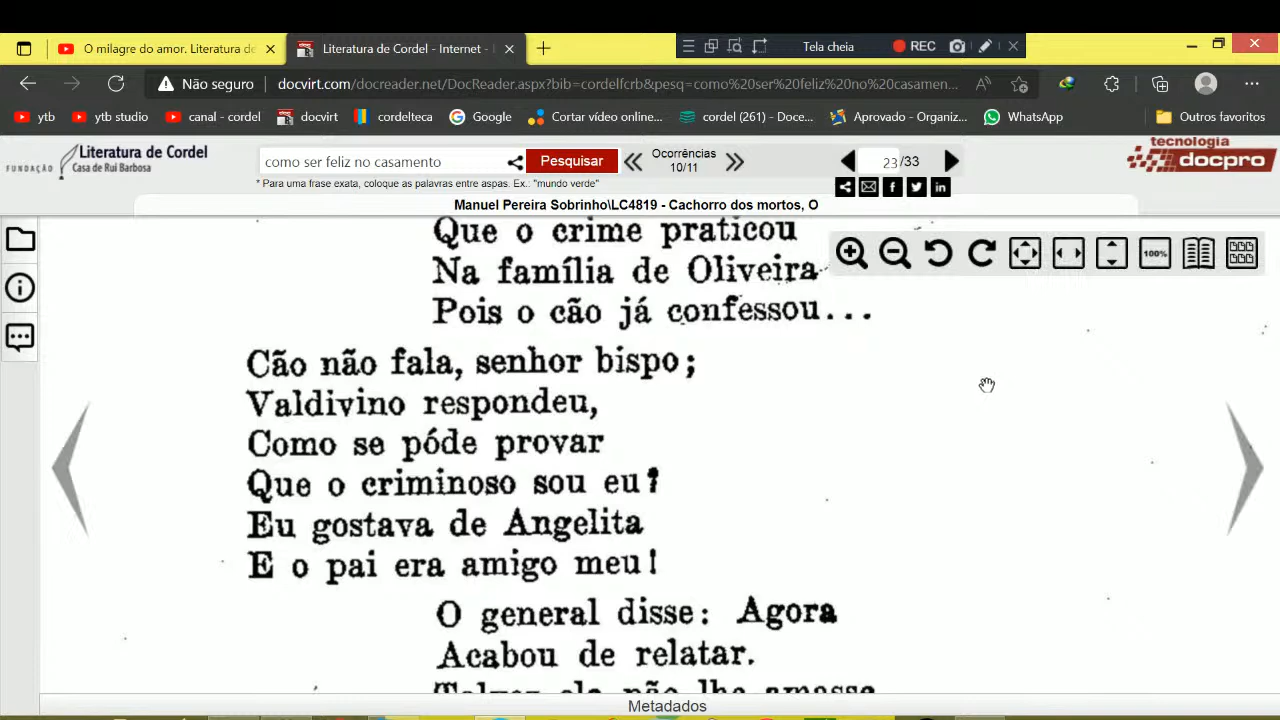 O milagre do amor. Literatura de
Literatura de Cordel - Internet -
Tela cheia
REC
Não seguro
docvirt.com/docreader.net/DocReader.aspx?bib=cordelfcrb&pesq=como%20ser%20feliz%20no%20casamen...
ytb
ytb studio
canal - cordel
docvirt
cordelteca
Google
Cortar vídeo online...
cordel (261) - Doce...
Aprovado - Organiz...
WhatsApp
Outros favoritos
FUNDAÇÃO
Literatura de Cordel
Casa de Rui Barbosa
como ser feliz no casamento
Pesquisar
Ocorrências
10/11
23 /33
tecnologia
docpro
* Para uma frase exata, coloque as palavras entre aspas. Ex.: "mundo verde"
Manuel Pereira Sobrinho\LC4819 - Cachorro dos mortos, O
100%
Que o crime praticou
Na família de Oliveira
Pois o cão já confessou...
Cão não fala, senhor bispo;
Valdivino respondeu,
Como se póde provar
Que o criminoso sou eu?
Eu gostava de Angelita
E o pai era amigo meu!
O general disse: Agora
Acabou de relatar.
Talvez ela não lhe amasse
Metadados